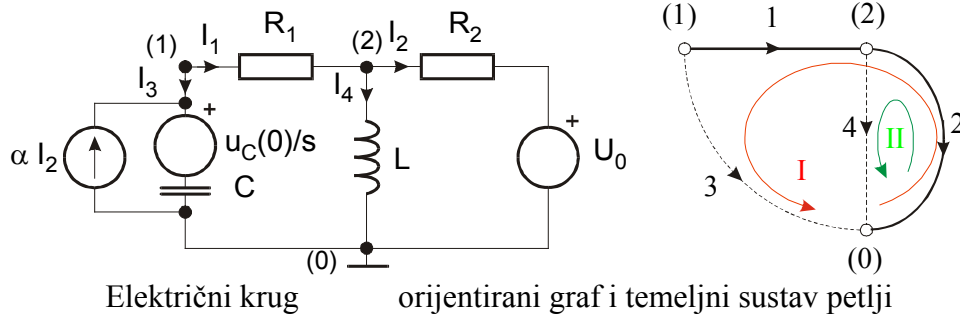 (1) I₁ R₁ (2) I₂ R₂
I₃ I₄
+ +
α I₂ u_C(0)/s L U₀
C
(0)
Električni krug
(1) 1 (2)
4 II 2
3 I
(0)
orijentirani graf i temeljni sustav petlji